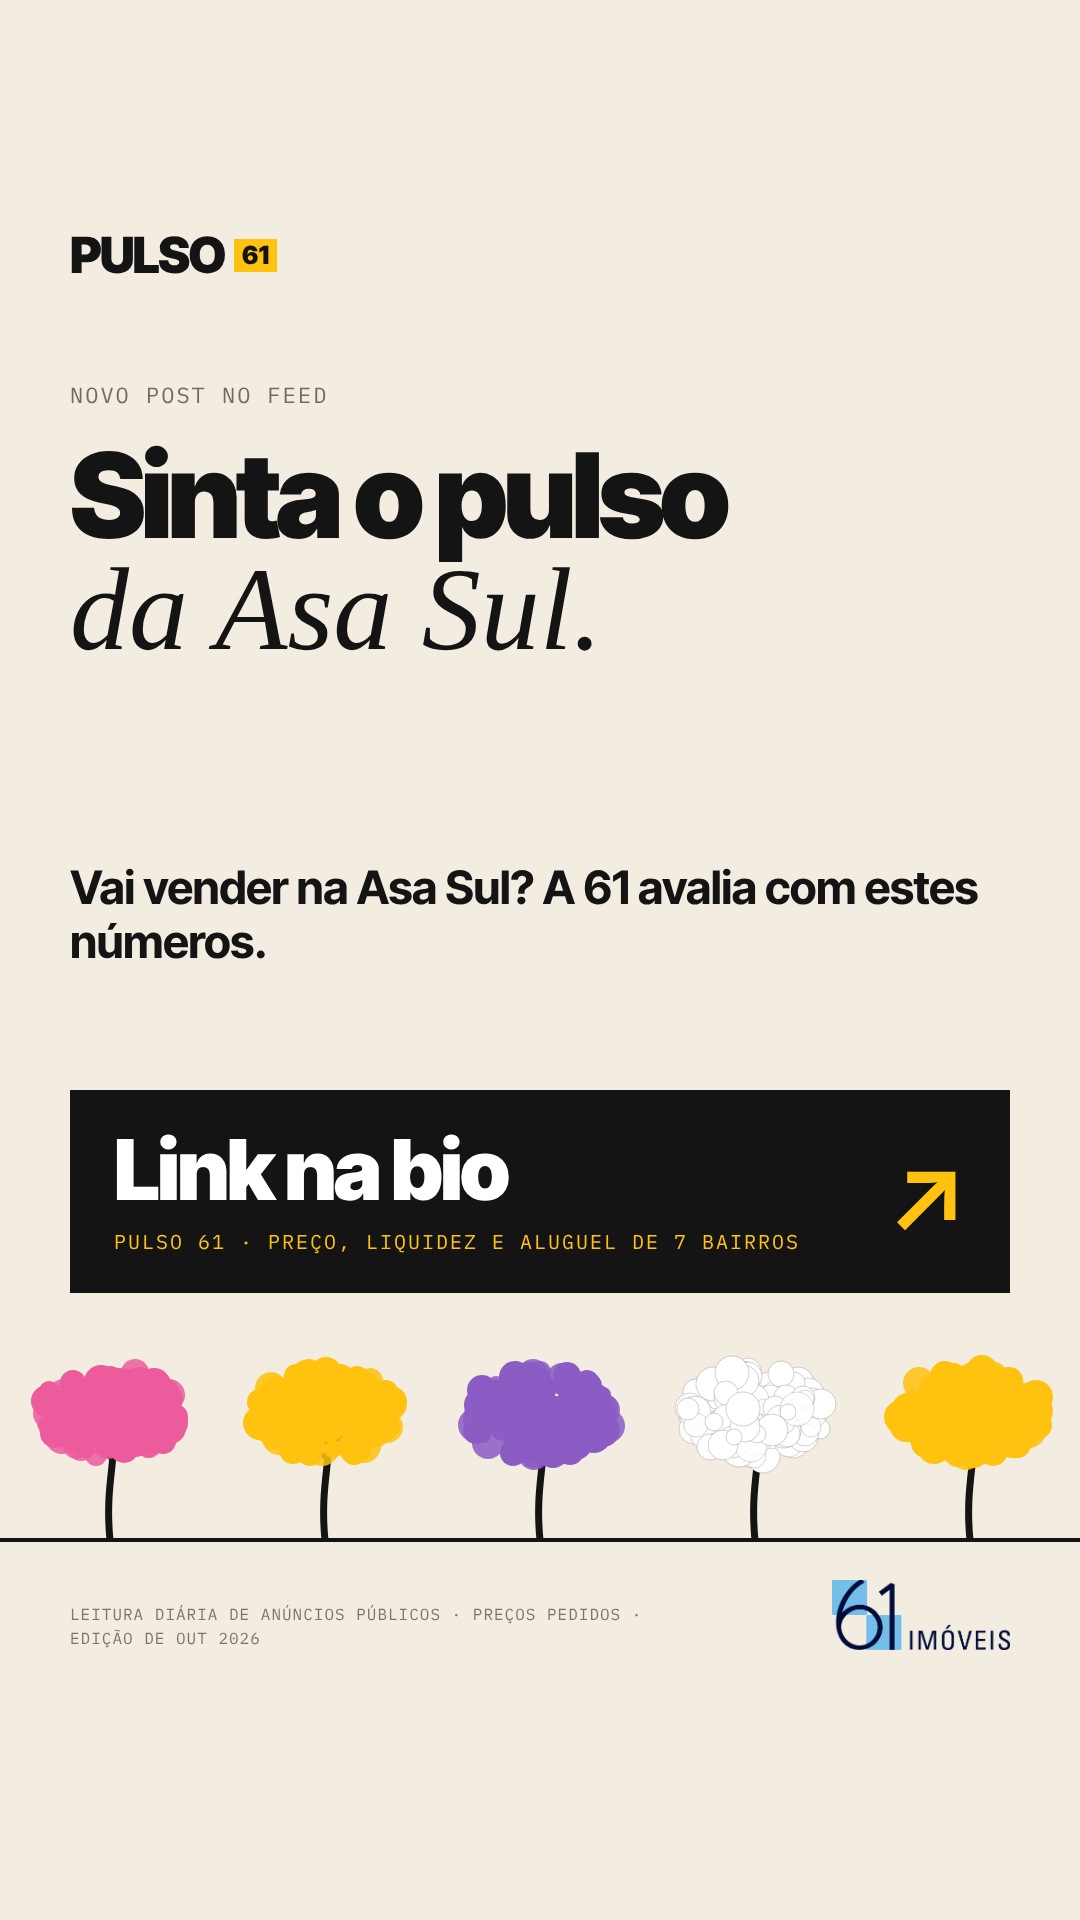 PULSO 61
NOVO POST NO FEED
Sinta o pulso
da Asa Sul.
Vai vender na Asa Sul? A 61 avalia com estes
números.
Link na bio
PULSO 61 · PREÇO, LIQUIDEZ E ALUGUEL DE 7 BAIRROS
LEITURA DIÁRIA DE ANÚNCIOS PÚBLICOS · PREÇOS PEDIDOS ·
EDIÇÃO DE OUT 2026
61 IMÓVEIS